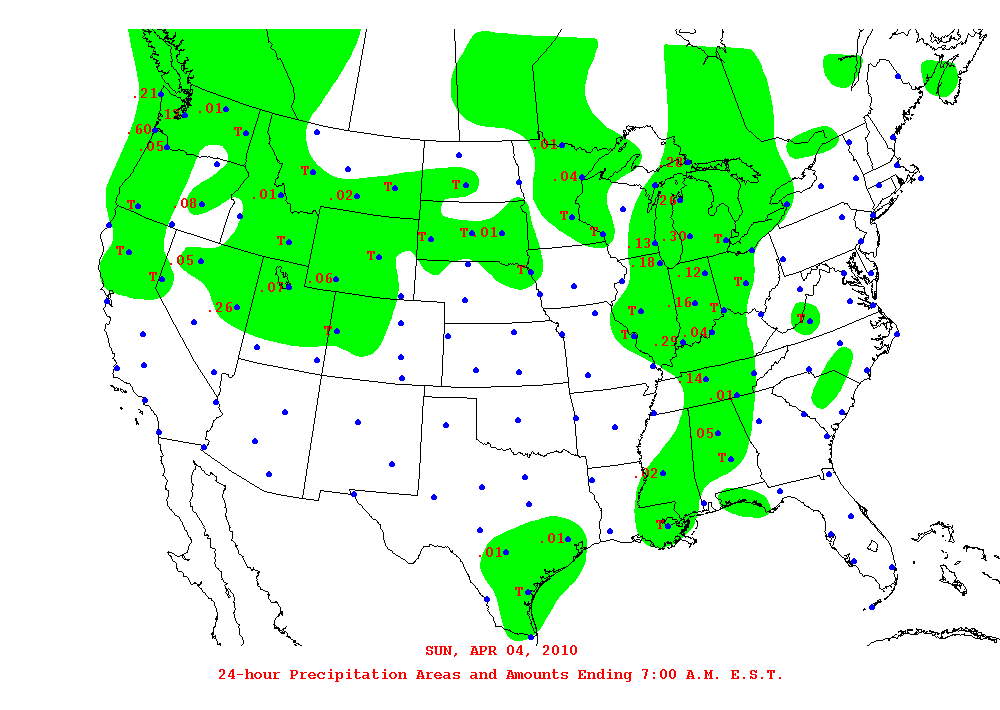 .21
.01
.11
.60
T
.05
.01
.28
T
.04
.02
T
T
.01
.26
.08
T
T
T
T
.01
T
.30
T
.13
T
T
.05
.18
T
.12
T
T
.06
.07
.26
.16
T
T
T
T
T
.04
.29
.14
.01
.05
T
.02
T
.01
.01
T
SUN, APR 04, 2010
24-hour Precipitation Areas and Amounts Ending 7:00 A.M. E.S.T.